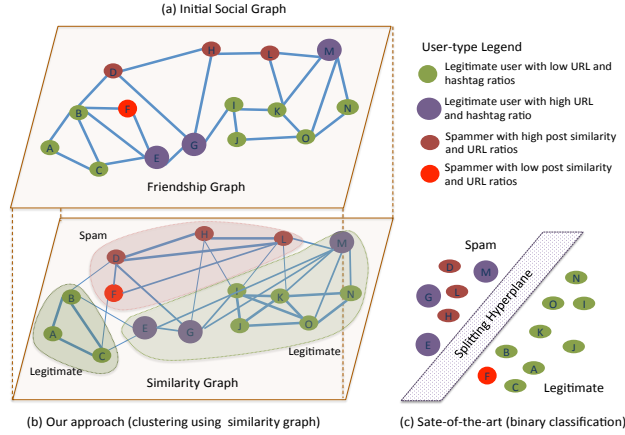 (a) Initial Social Graph
H
L
M
D
B
F
I
K
N
A
C
E
G
J
O
Friendship Graph
User-type Legend
Legitimate user with low URL and
hashtag ratios
Legitimate user with high URL
and hashtag ratio
Spammer with high post similarity
and URL ratios
Spammer with low post similarity
and URL ratios
Spam
H
L
M
D
F
B
I
K
N
A
E
G
J
O
C
Legitimate
Legitimate
Similarity Graph
(b) Our approach (clustering using similarity graph)
Spam
D
M
G
L
H
E
Splitting Hyperplane
N
O
I
K
B
J
F
A
C
Legitimate
(c) Sate-of-the-art (binary classification)